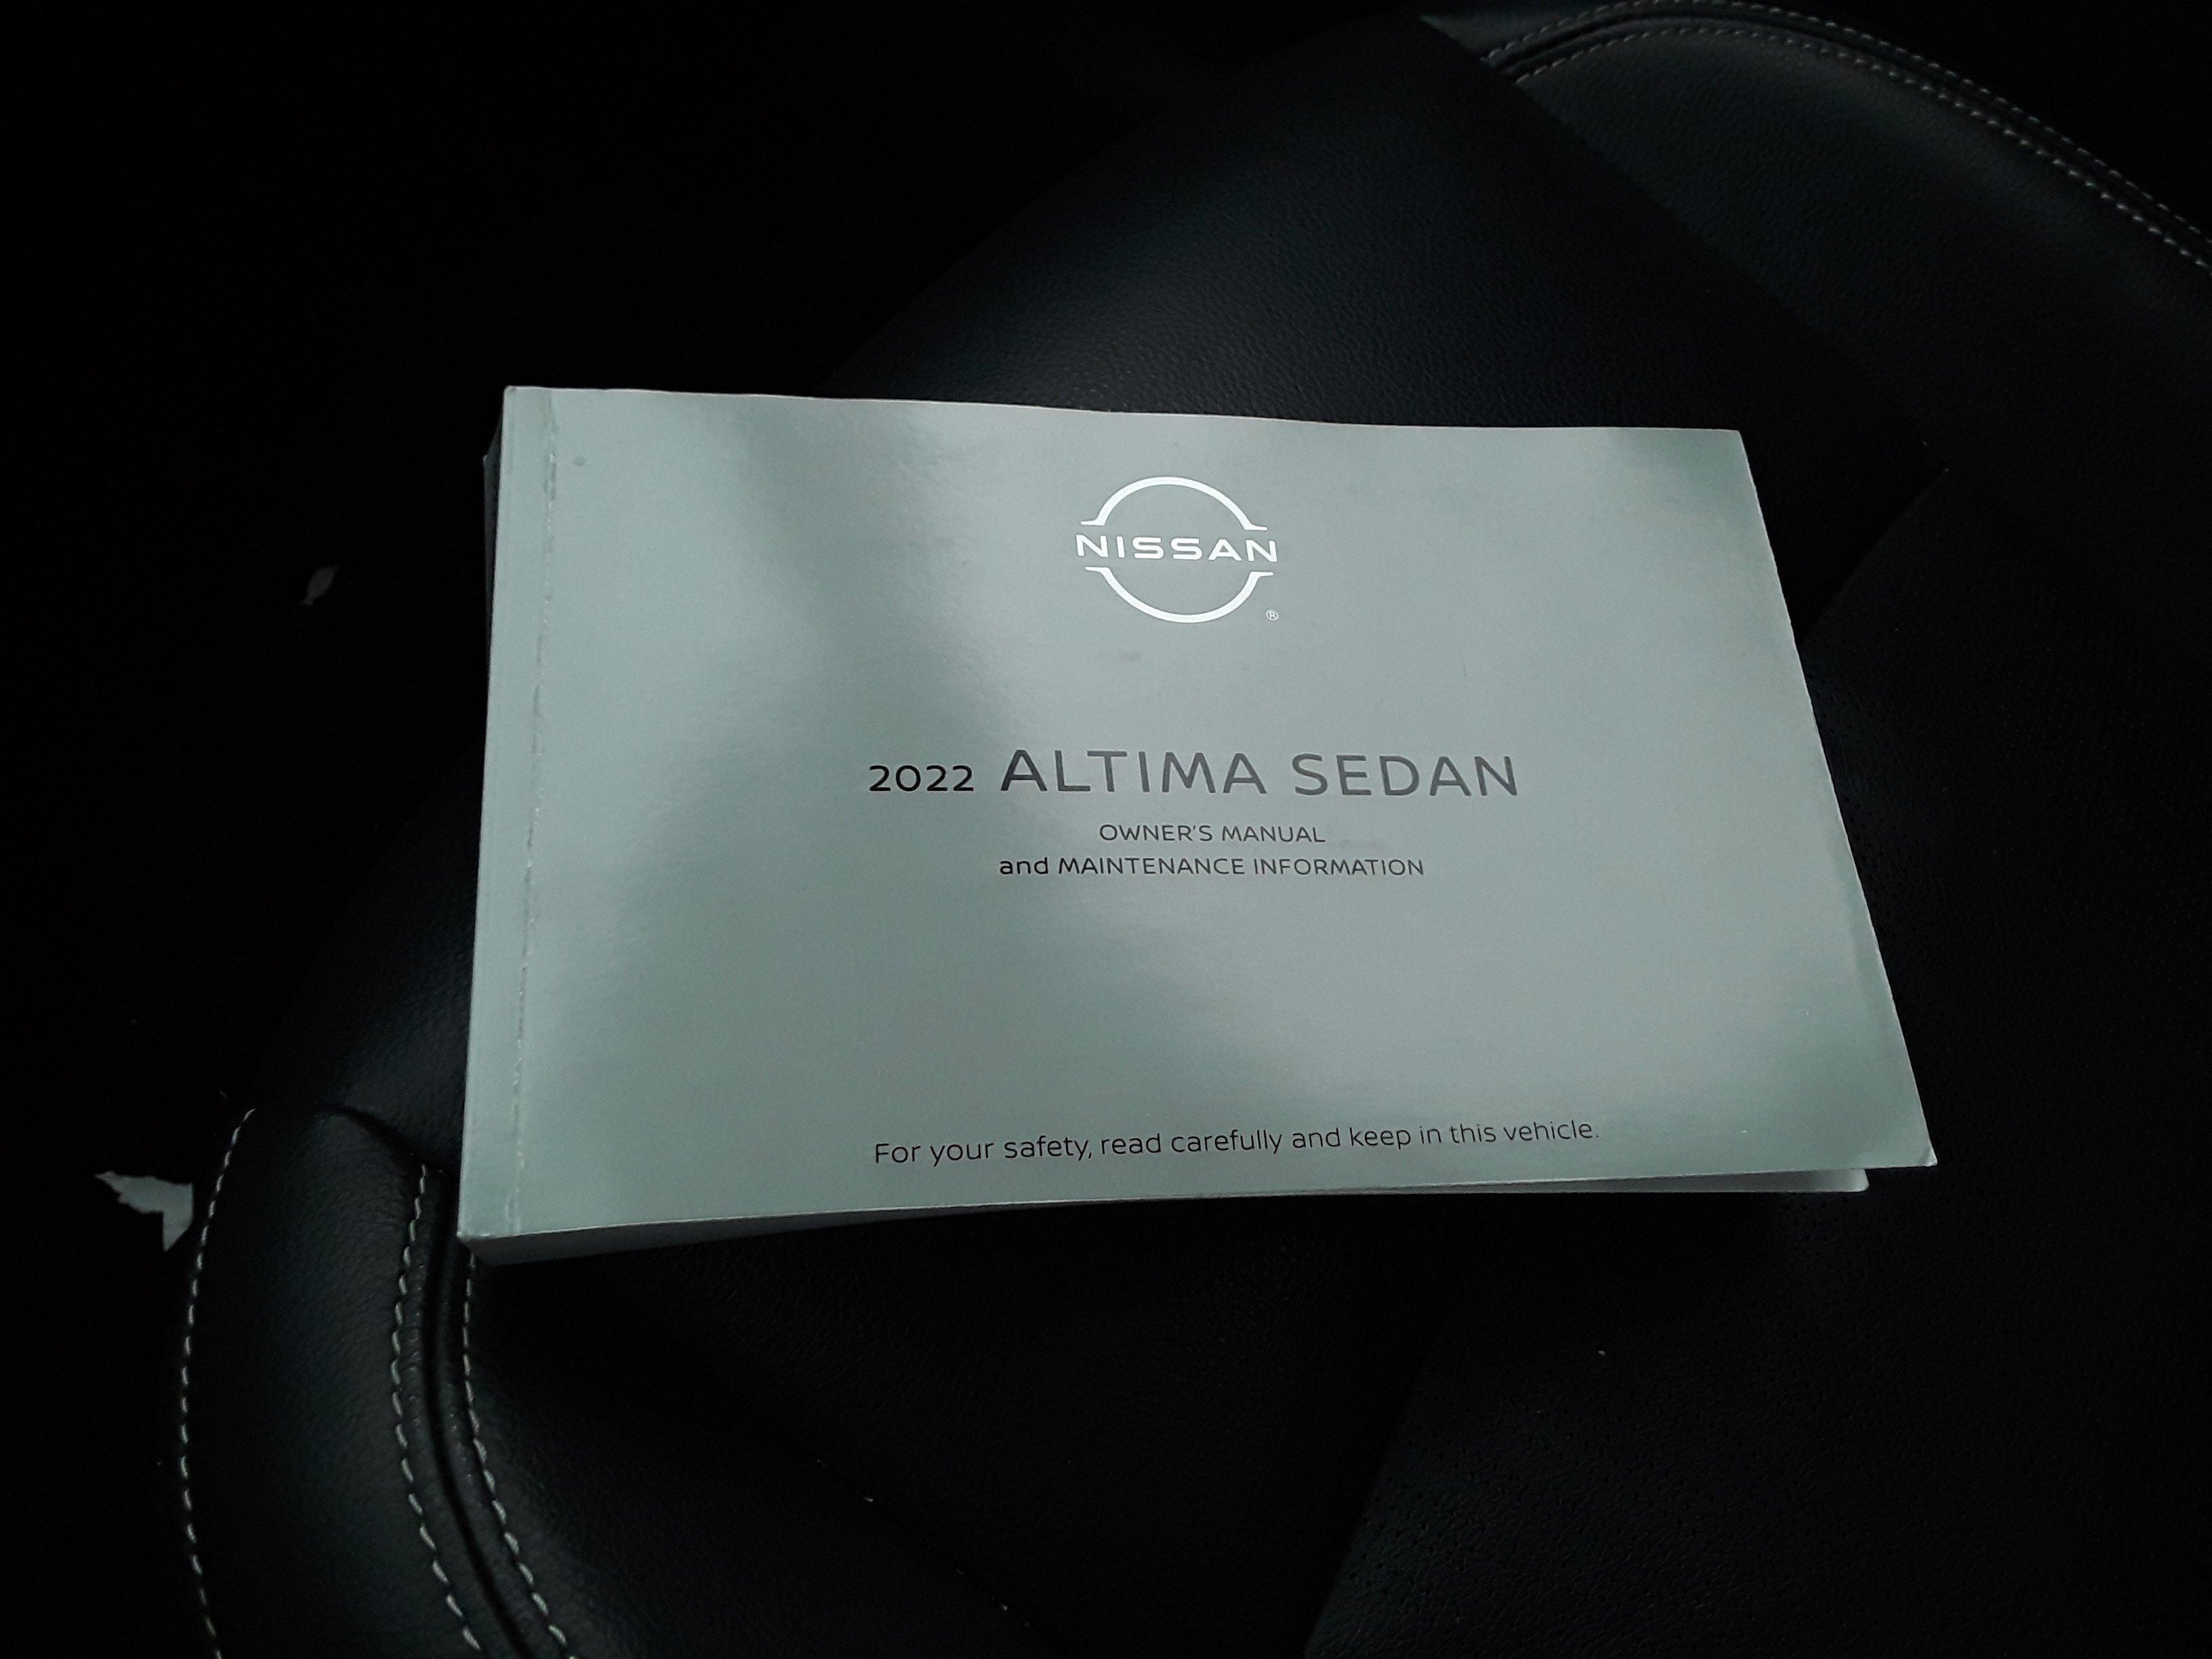 NISSAN
®
2022 ALTIMA SEDAN
OWNER'S MANUAL
and MAINTENANCE INFORMATION
For your safety, read carefully and keep in this vehicle.